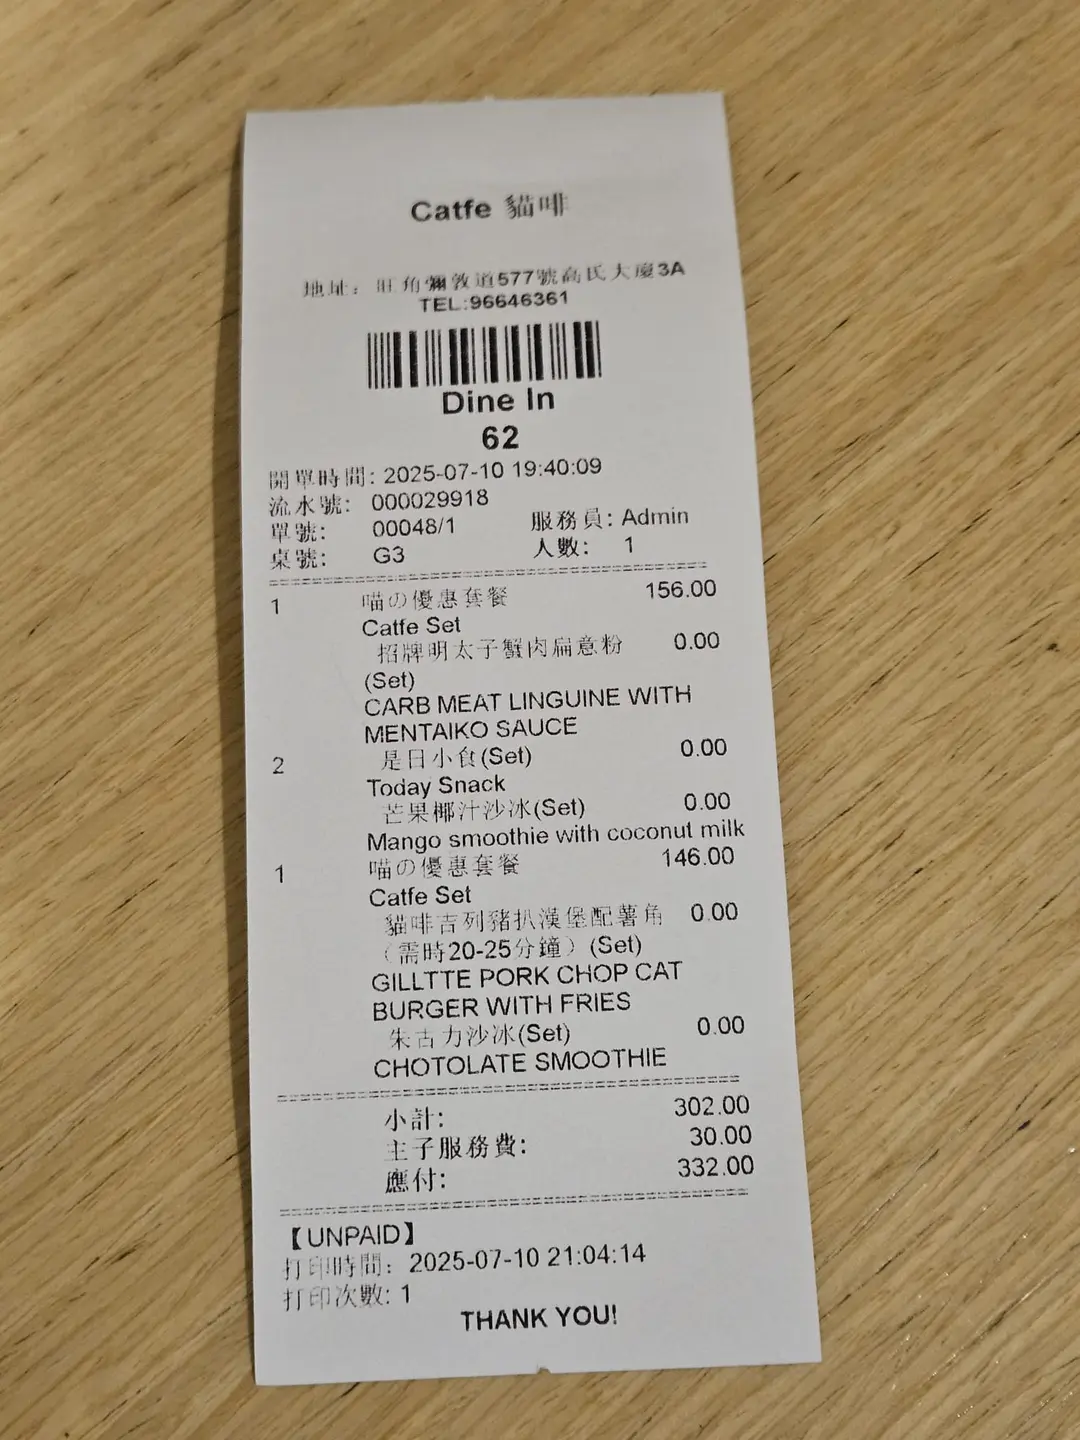 Catfe 貓啡
地址：旺角彌敦道577號高氏大廈3A
TEL:96646361
Dine In
62
開單時間: 2025-07-10 19:40:09
流水號: 000029918
單號: 00048/1 服務員: Admin
桌號: G3 人數: 1
1 喵の優惠套餐 156.00
Catfe Set
招牌明太子蟹肉扁意粉 0.00
(Set)
CARB MEAT LINGUINE WITH
MENTAIKO SAUCE
2 是日小食(Set) 0.00
Today Snack
芒果椰汁沙冰(Set) 0.00
Mango smoothie with coconut milk
1 喵の優惠套餐 146.00
Catfe Set
貓啡吉列豬扒漢堡配薯角 0.00
（需時20-25分鐘）(Set)
GILLTTE PORK CHOP CAT
BURGER WITH FRIES
朱古力沙冰(Set) 0.00
CHOTOLATE SMOOTHIE
小計: 302.00
主子服務費: 30.00
應付: 332.00
【UNPAID】
打印時間: 2025-07-10 21:04:14
打印次數: 1
THANK YOU!